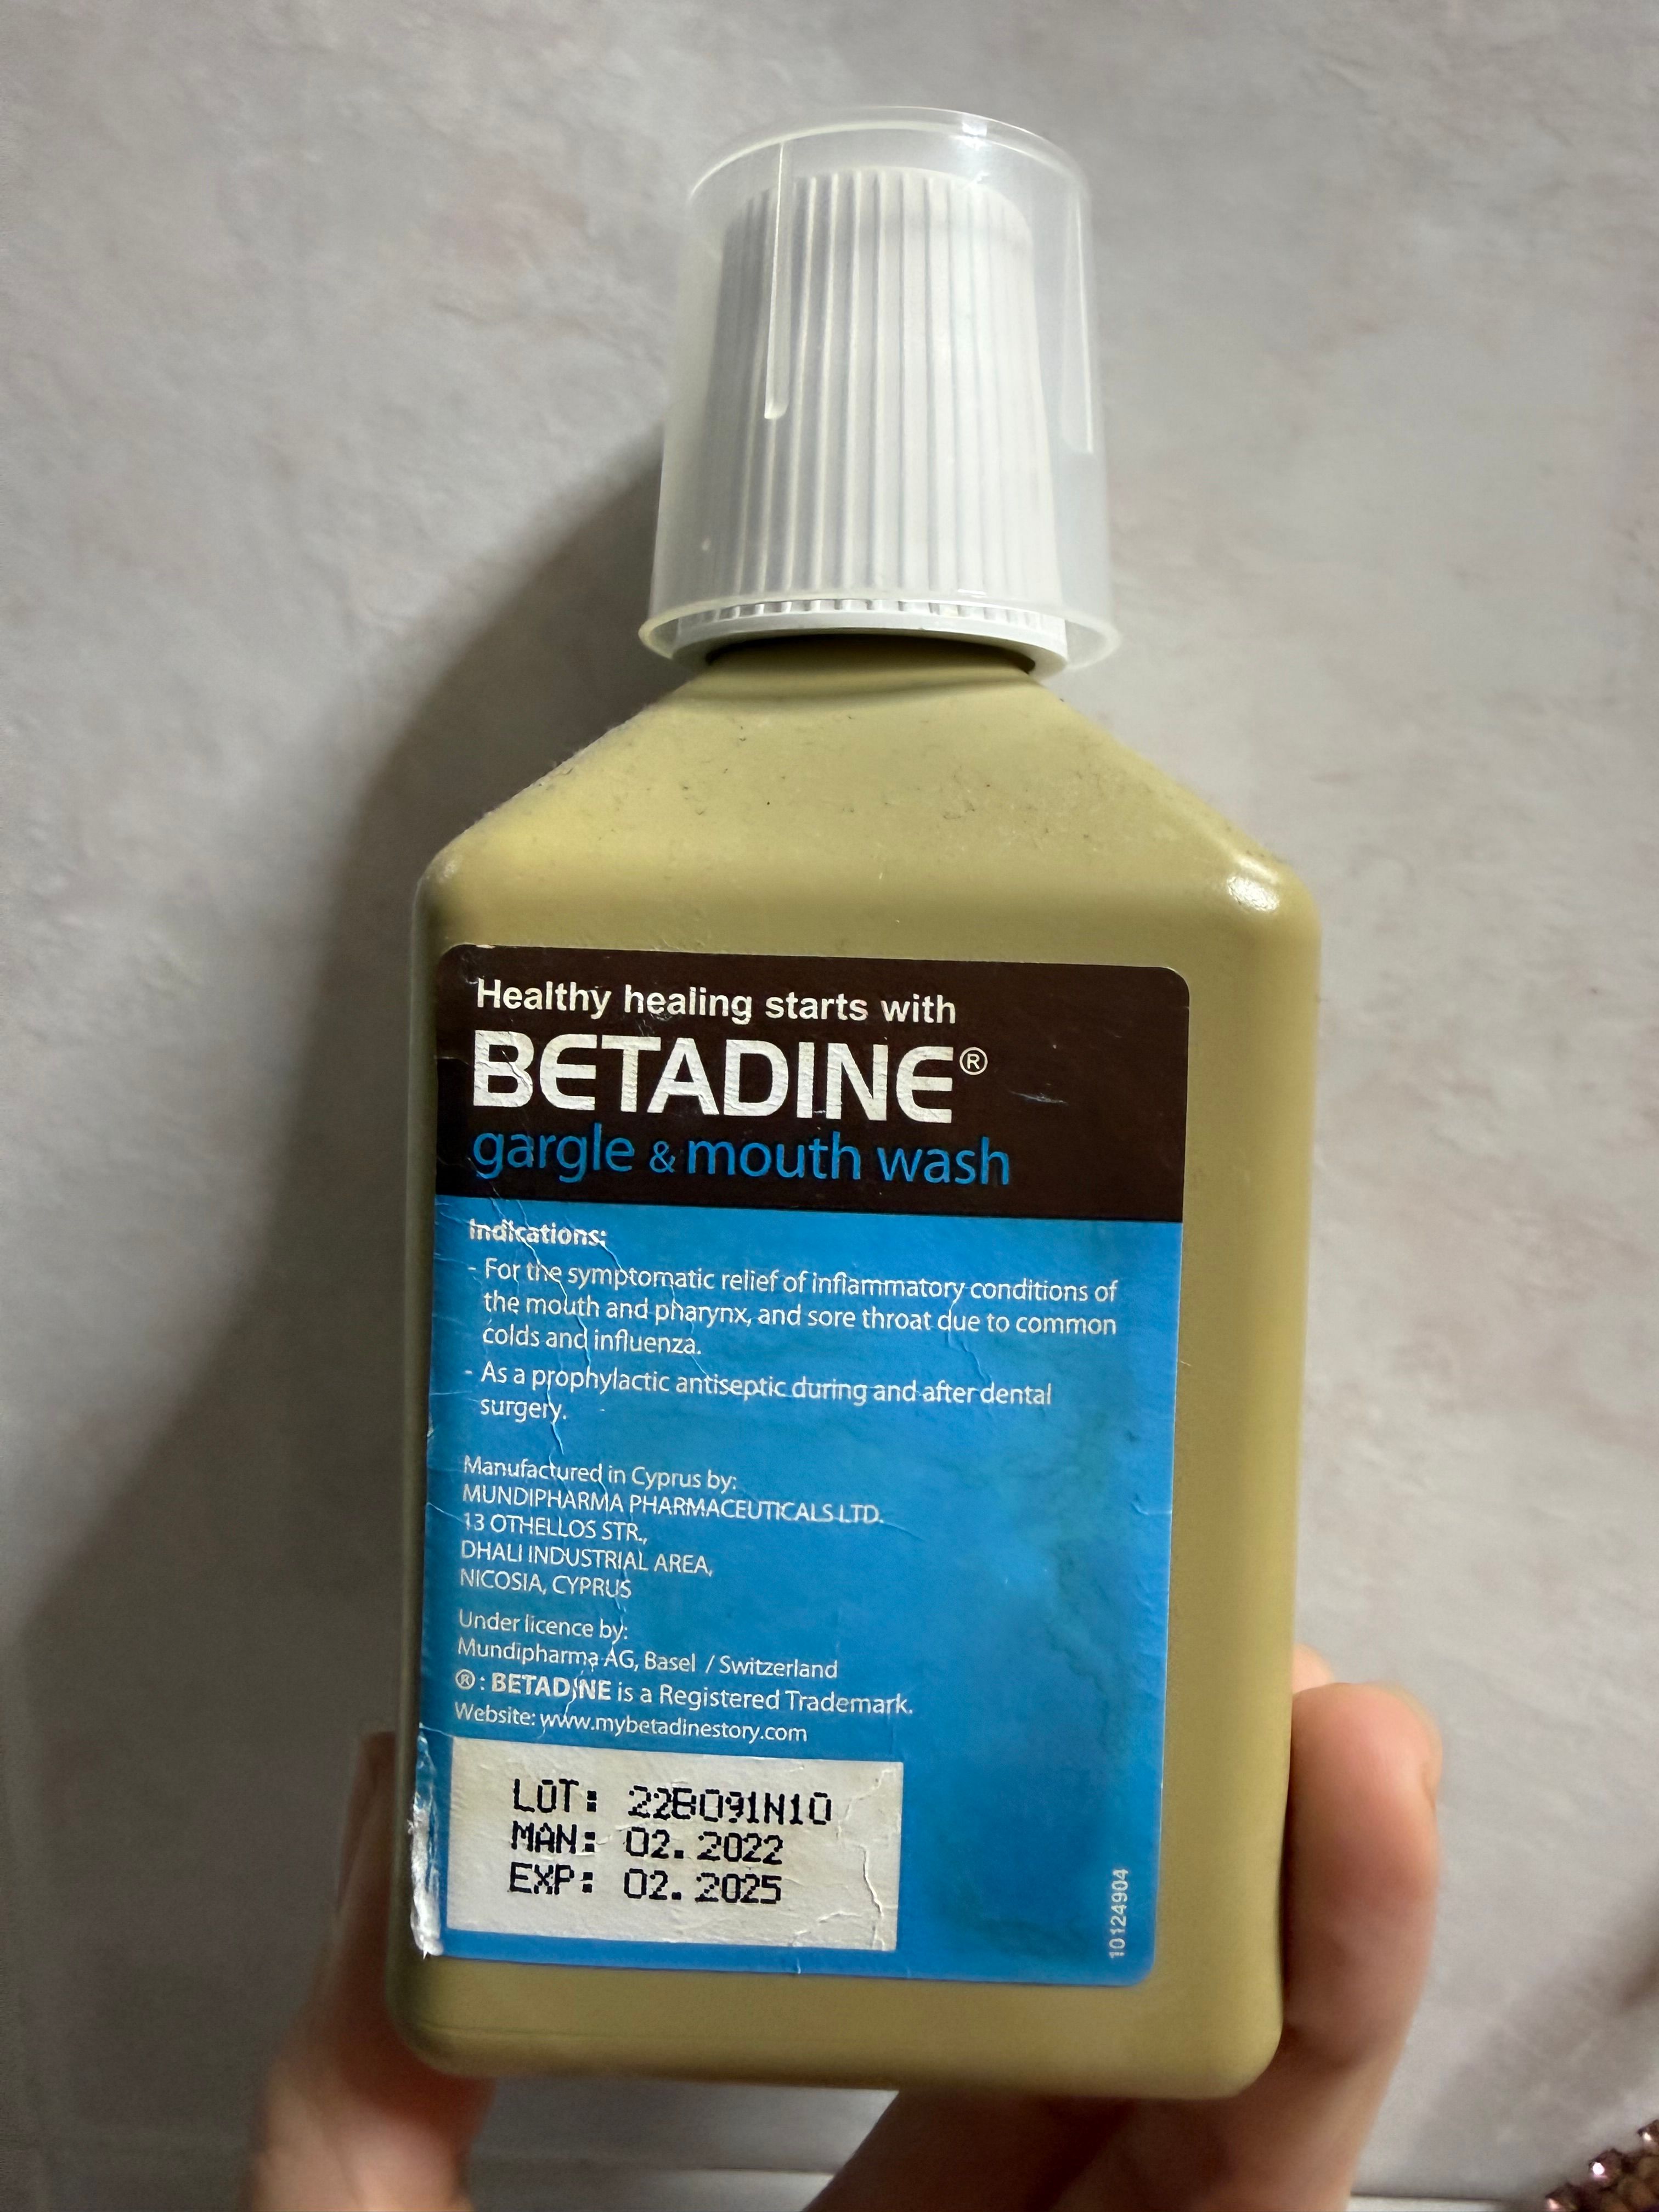 Healthy healing starts with
BETADINE®
gargle & mouth wash
Indications:
- For the symptomatic relief of inflammatory conditions of
the mouth and pharynx, and sore throat due to common
colds and influenza.
- As a prophylactic antiseptic during and after dental
surgery.
Manufactured in Cyprus by:
MUNDIPHARMA PHARMACEUTICALS LTD.
13 OTHELLOS STR.,
DHALI INDUSTRIAL AREA,
NICOSIA, CYPRUS
Under licence by:
Mundipharma AG, Basel / Switzerland
®: BETADINE is a Registered Trademark.
Website: www.mybetadinestory.com
LOT: 22B091N10
MAN: 02.2022
EXP: 02.2025
10124904